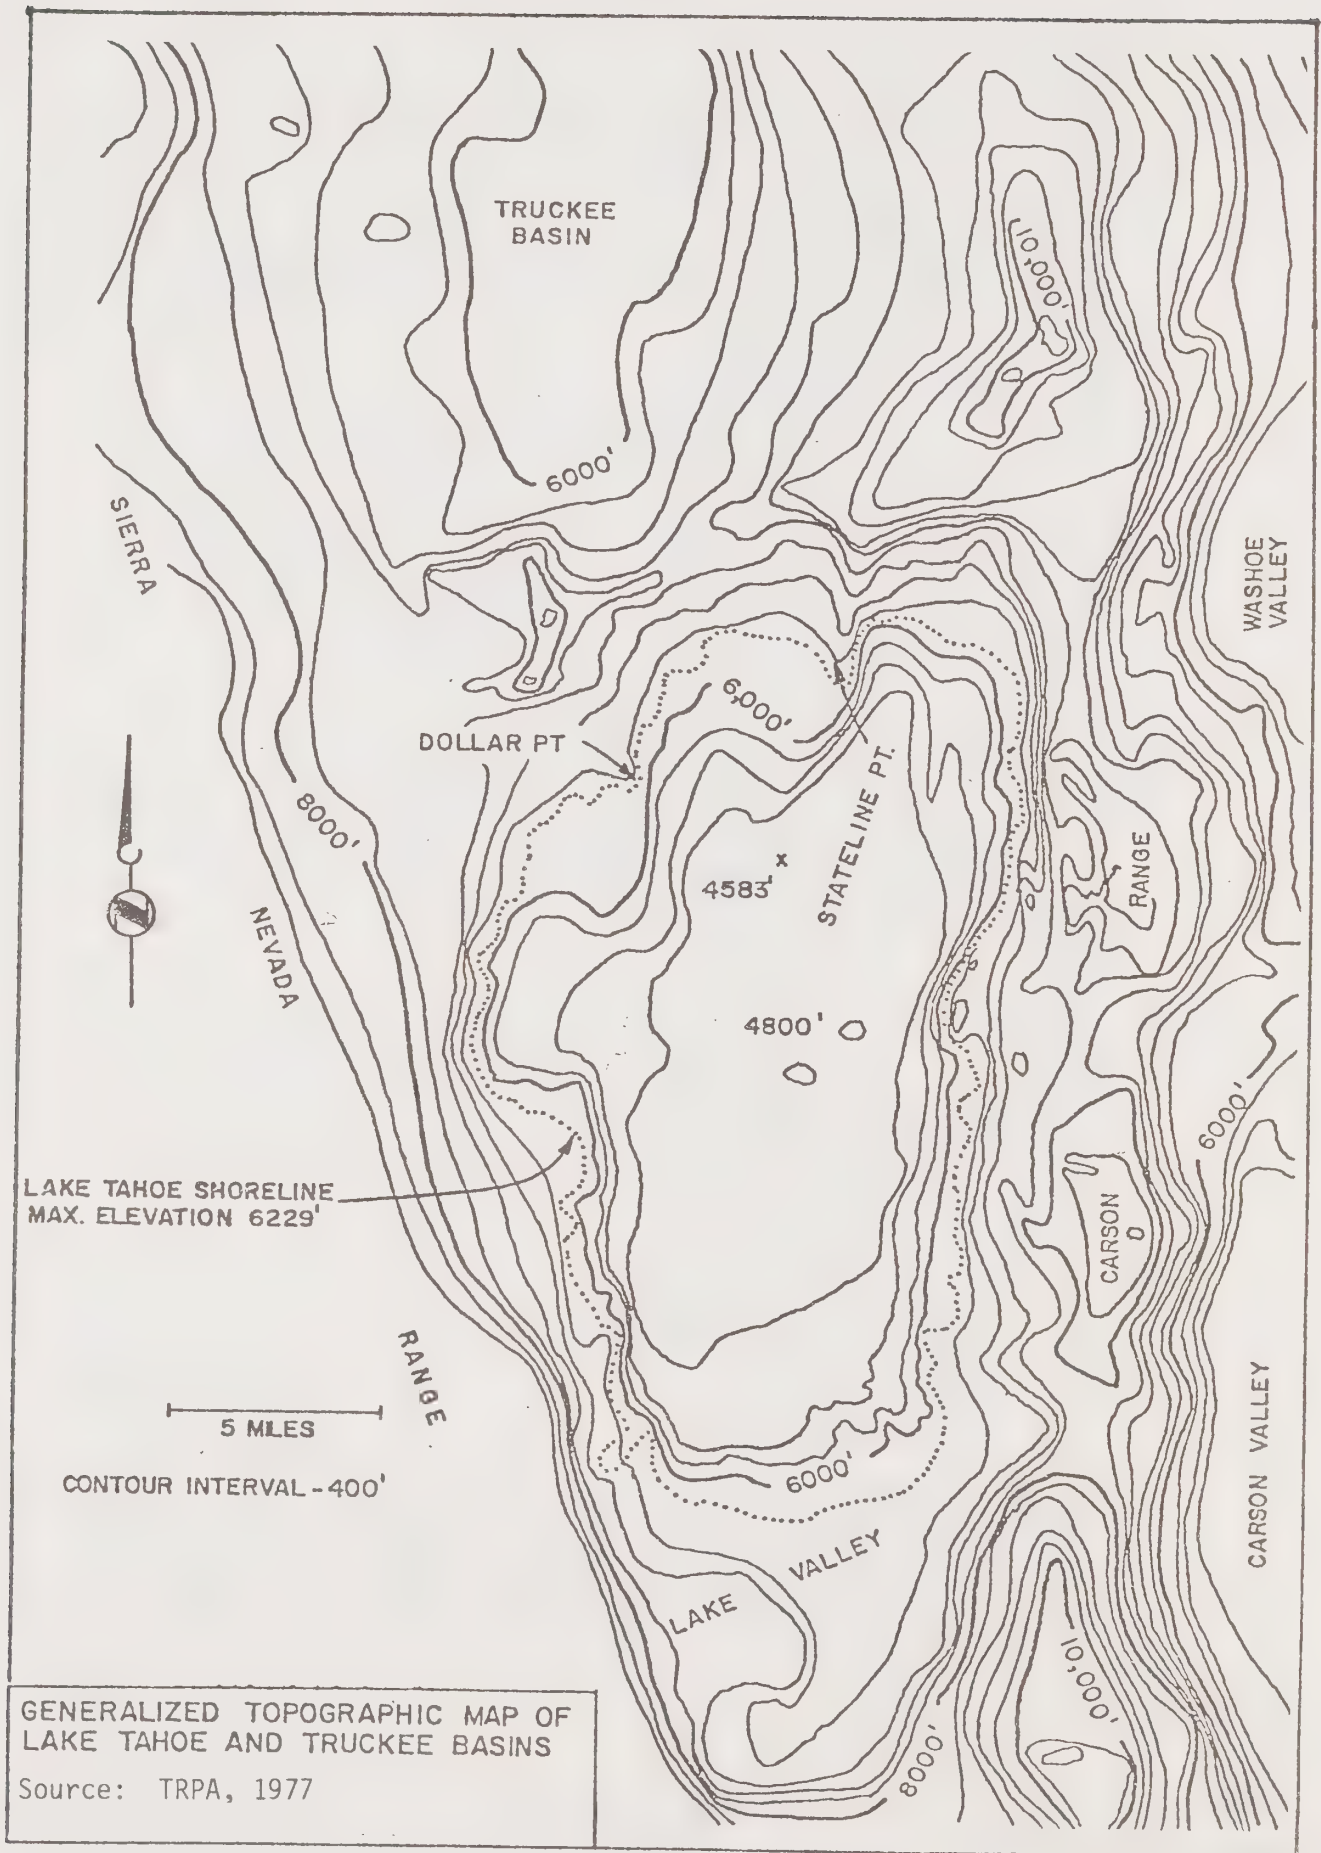 TRUCKEE
BASIN
10,000'
6000'
SIERRA
WASHOE
VALLEY
6,000'
DOLLAR PT
STATELINE PT.
8000'
4583'
x
RANGE
NEVADA
4800'
6000'
LAKE TAHOE SHORELINE
MAX. ELEVATION 6229'
CARSON
RANGE
5 MILES
CONTOUR INTERVAL - 400'
6000'
CARSON VALLEY
LAKE VALLEY
10,000'
8000'
GENERALIZED TOPOGRAPHIC MAP OF
LAKE TAHOE AND TRUCKEE BASINS
Source: TRPA, 1977